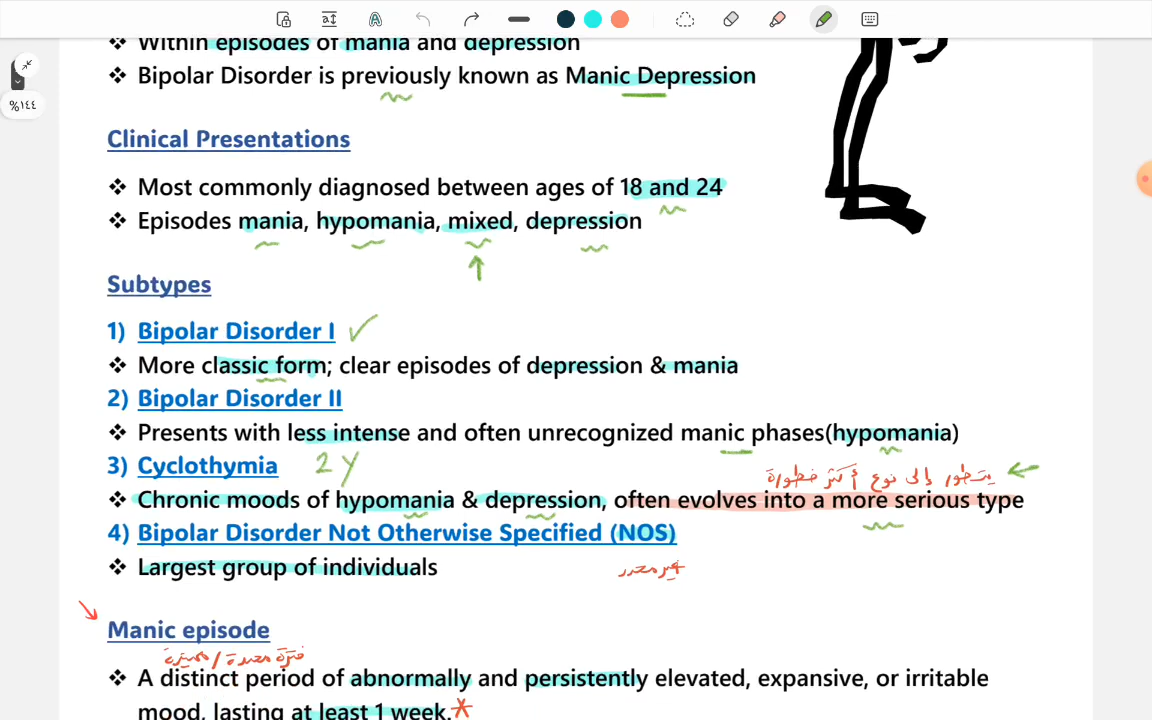 ❖ Within episodes of mania and depression
%١٤٤
❖ Bipolar Disorder is previously known as Manic Depression
Clinical Presentations
❖ Most commonly diagnosed between ages of 18 and 24
❖ Episodes mania, hypomania, mixed, depression
Subtypes
1) Bipolar Disorder I ✓
❖ More classic form; clear episodes of depression & mania
2) Bipolar Disorder II
❖ Presents with less intense and often unrecognized manic phases(hypomania)
3) Cyclothymia 2 Y
يتطور إلى نوع أكثر خطورة
❖ Chronic moods of hypomania & depression, often evolves into a more serious type
4) Bipolar Disorder Not Otherwise Specified (NOS)
❖ Largest group of individuals
غير محدد
Manic episode
فترة محددة / مميزة
❖ A distinct period of abnormally and persistently elevated, expansive, or irritable
mood, lasting at least 1 week.*